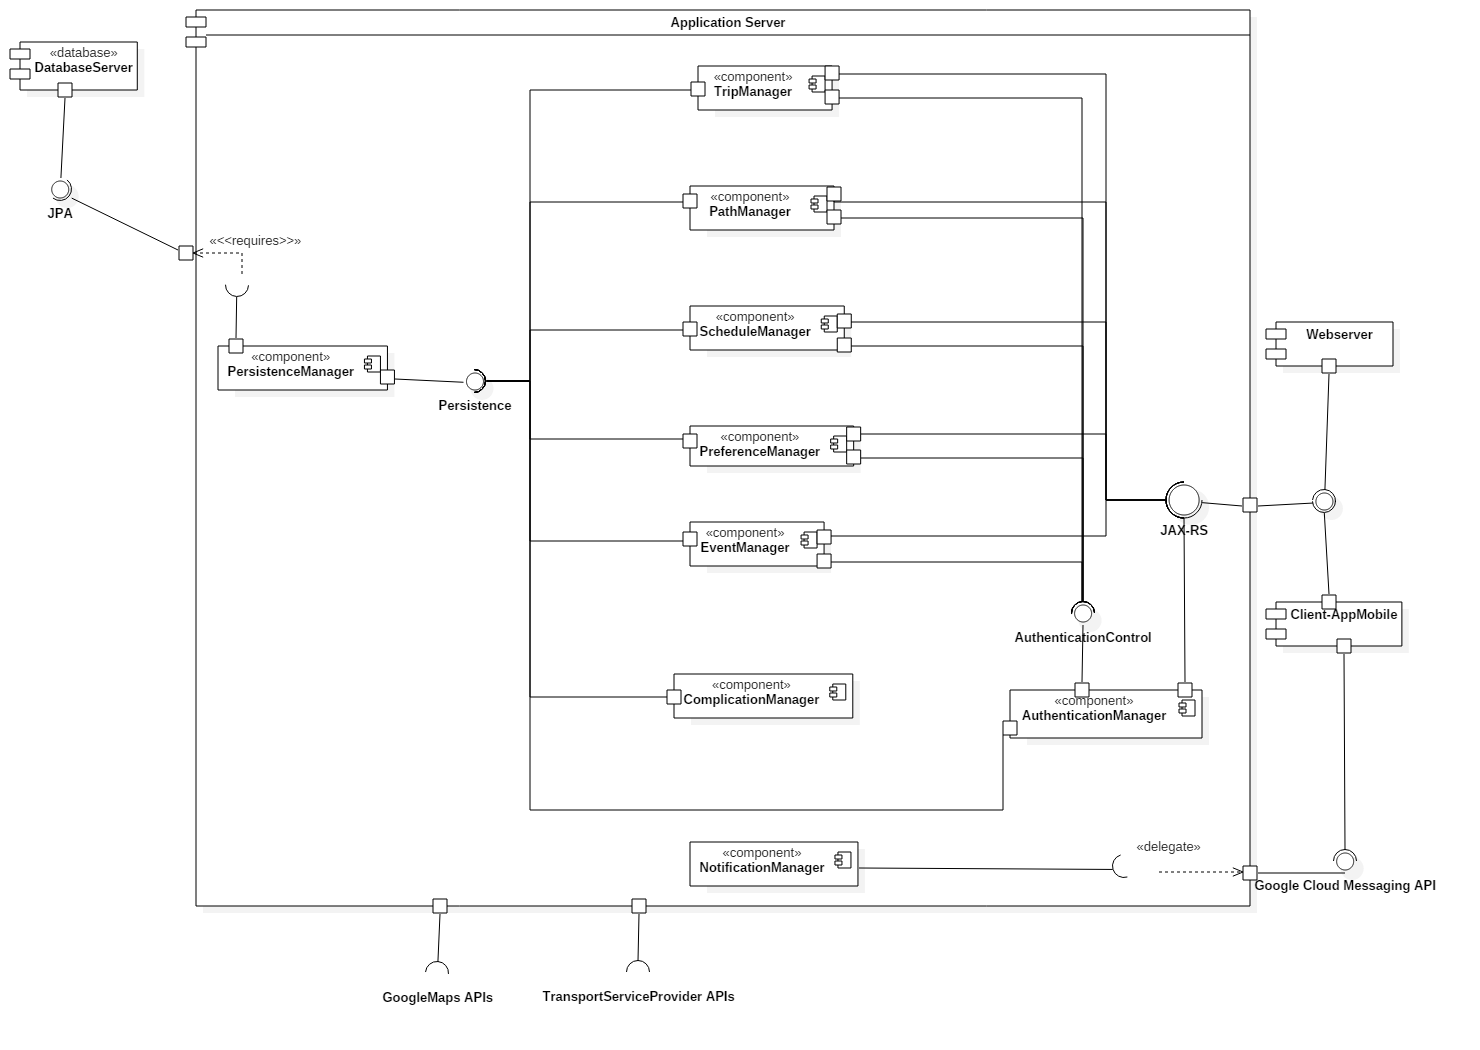 Application Server
«database»
DatabaseServer
«component»
TripManager
«component»
PathManager
JPA
«<<requires>>»
«component»
ScheduleManager
Webserver
«component»
PersistenceManager
Persistence
«component»
PreferenceManager
«component»
EventManager
JAX-RS
Client-AppMobile
AuthenticationControl
«component»
ComplicationManager
«component»
AuthenticationManager
«component»
NotificationManager
«delegate»
Google Cloud Messaging API
GoogleMaps APIs
TransportServiceProvider APIs